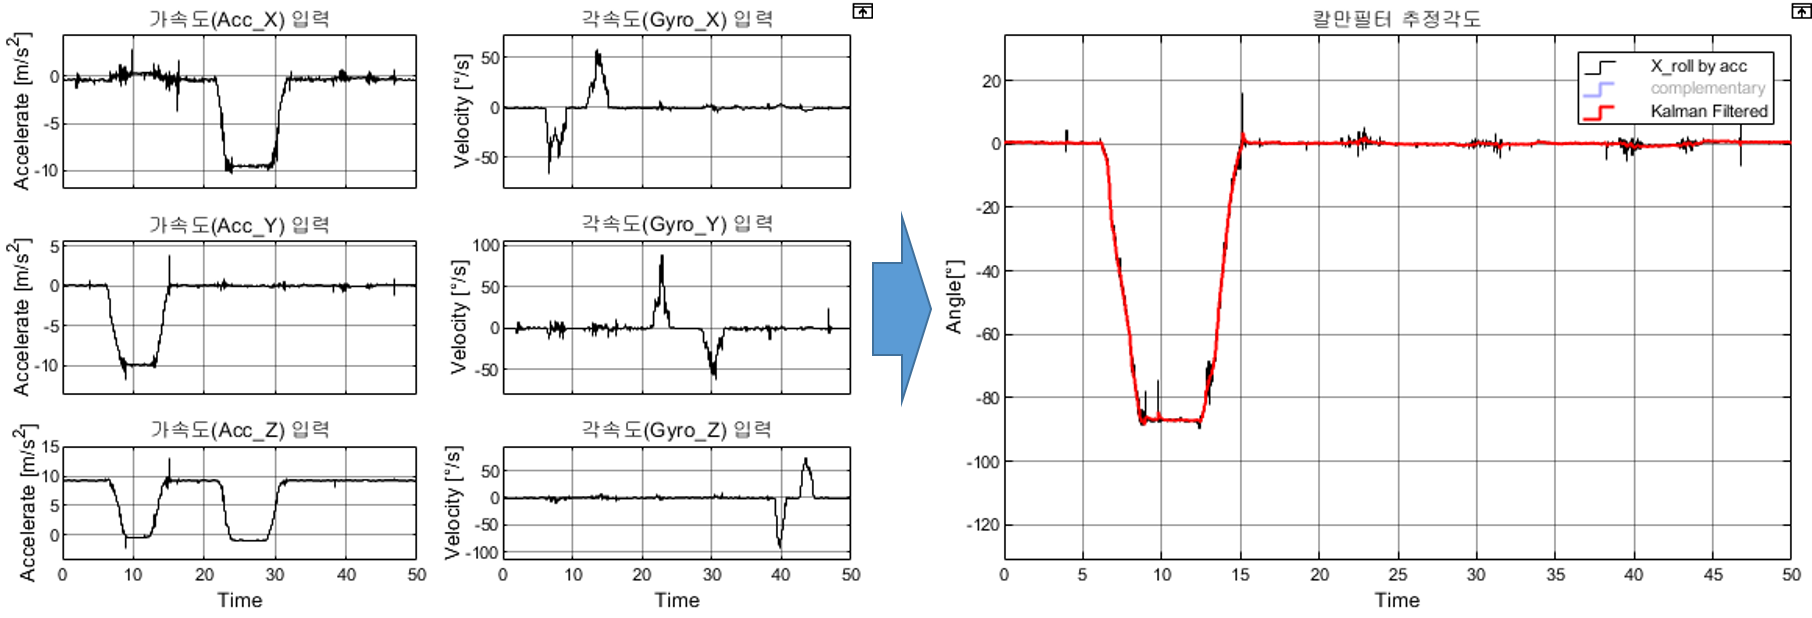 가속도(Acc_X) 입력
Accelerate [m/s²]
0
-5
-10
각속도(Gyro_X) 입력
Velocity [°/s]
50
0
-50
가속도(Acc_Y) 입력
Accelerate [m/s²]
5
0
-5
-10
각속도(Gyro_Y) 입력
Velocity [°/s]
100
50
0
-50
가속도(Acc_Z) 입력
Accelerate [m/s²]
15
10
5
0
0 10 20 30 40 50
Time
각속도(Gyro_Z) 입력
Velocity [°/s]
50
0
-50
-100
0 10 20 30 40 50
Time
칼만필터 추정각도
X_roll by acc
complementary
Kalman Filtered
Angle[°]
20
0
-20
-40
-60
-80
-100
-120
0 5 10 15 20 25 30 35 40 45 50
Time